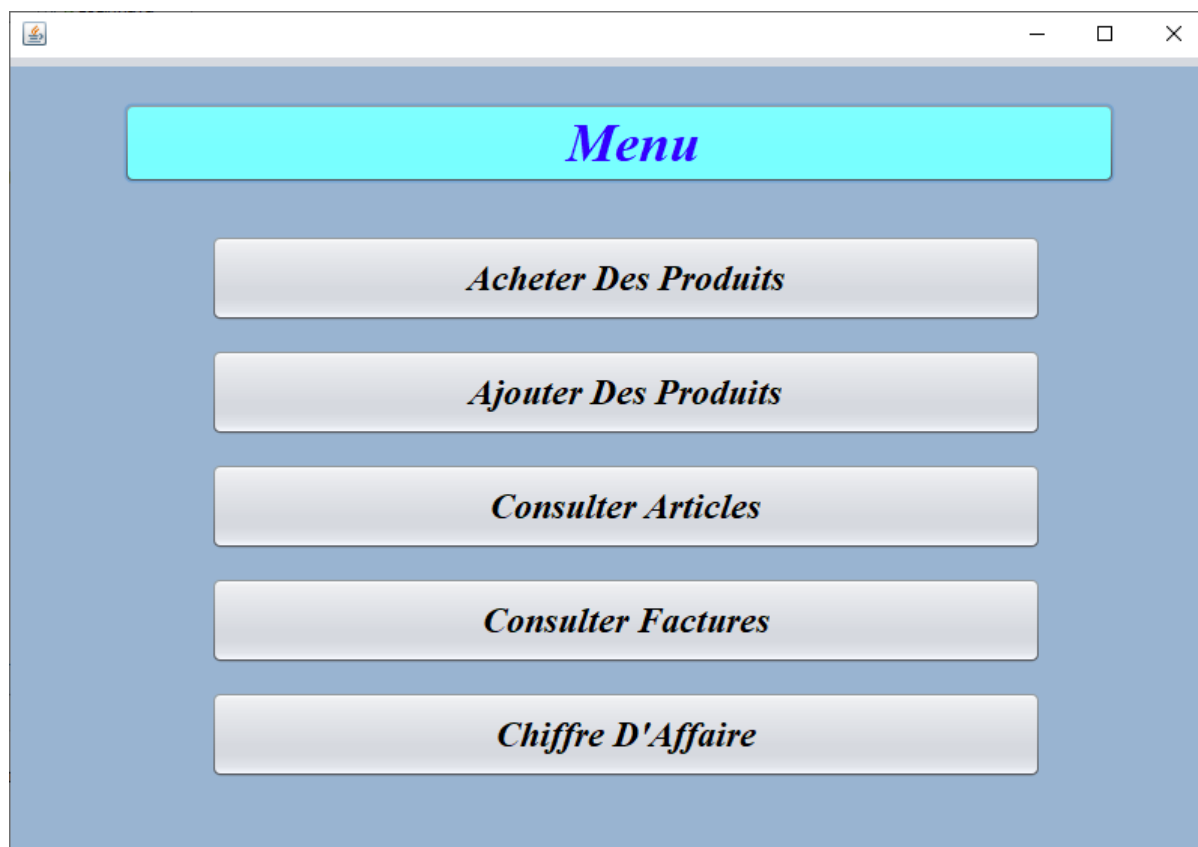 Menu
Acheter Des Produits
Ajouter Des Produits
Consulter Articles
Consulter Factures
Chiffre D'Affaire